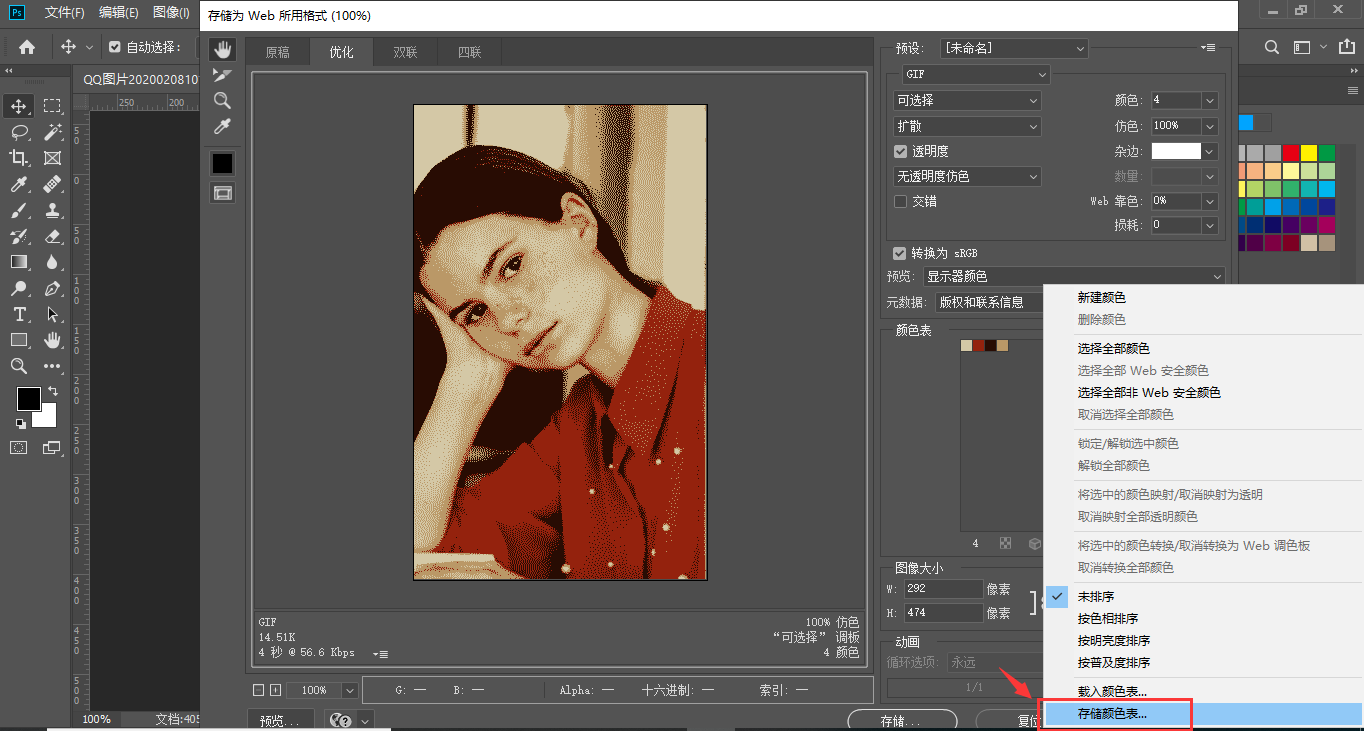 Ps 文件(F) 编辑(E) 图像(I)
存储为 Web 所用格式 (100%)
自动选择:
QQ图片2020020810
250 200
50
0
50
100
150
200
250
300
350
400
450
500
原稿 优化 双联 四联
预设: [未命名]
GIF
可选择 颜色: 4
扩散 仿色: 100%
透明度 杂边:
无透明度仿色 数量:
交错 Web 靠色: 0%
损耗: 0
转换为 sRGB
预览: 显示器颜色
元数据: 版权和联系信息
颜色表
4
图像大小
W: 292 像素
H: 474 像素
动画
循环选项: 永远
1/1
新建颜色
删除颜色
选择全部颜色
选择全部 Web 安全颜色
选择全部非 Web 安全颜色
取消选择全部颜色
锁定/解锁选中颜色
解锁全部颜色
将选中的颜色映射/取消映射为透明
取消映射全部透明颜色
将选中的颜色转换/取消转换为 Web 调色板
取消转换全部颜色
未排序
按色相排序
按明亮度排序
按普及度排序
载入颜色表...
存储颜色表...
GIF 100% 仿色
14.51K “可选择” 调板
4 秒 @ 56.6 Kbps 4 颜色
100% G: — B: — Alpha: — 十六进制: — 索引: —
预览... 存储... 复位
100% 文档:405